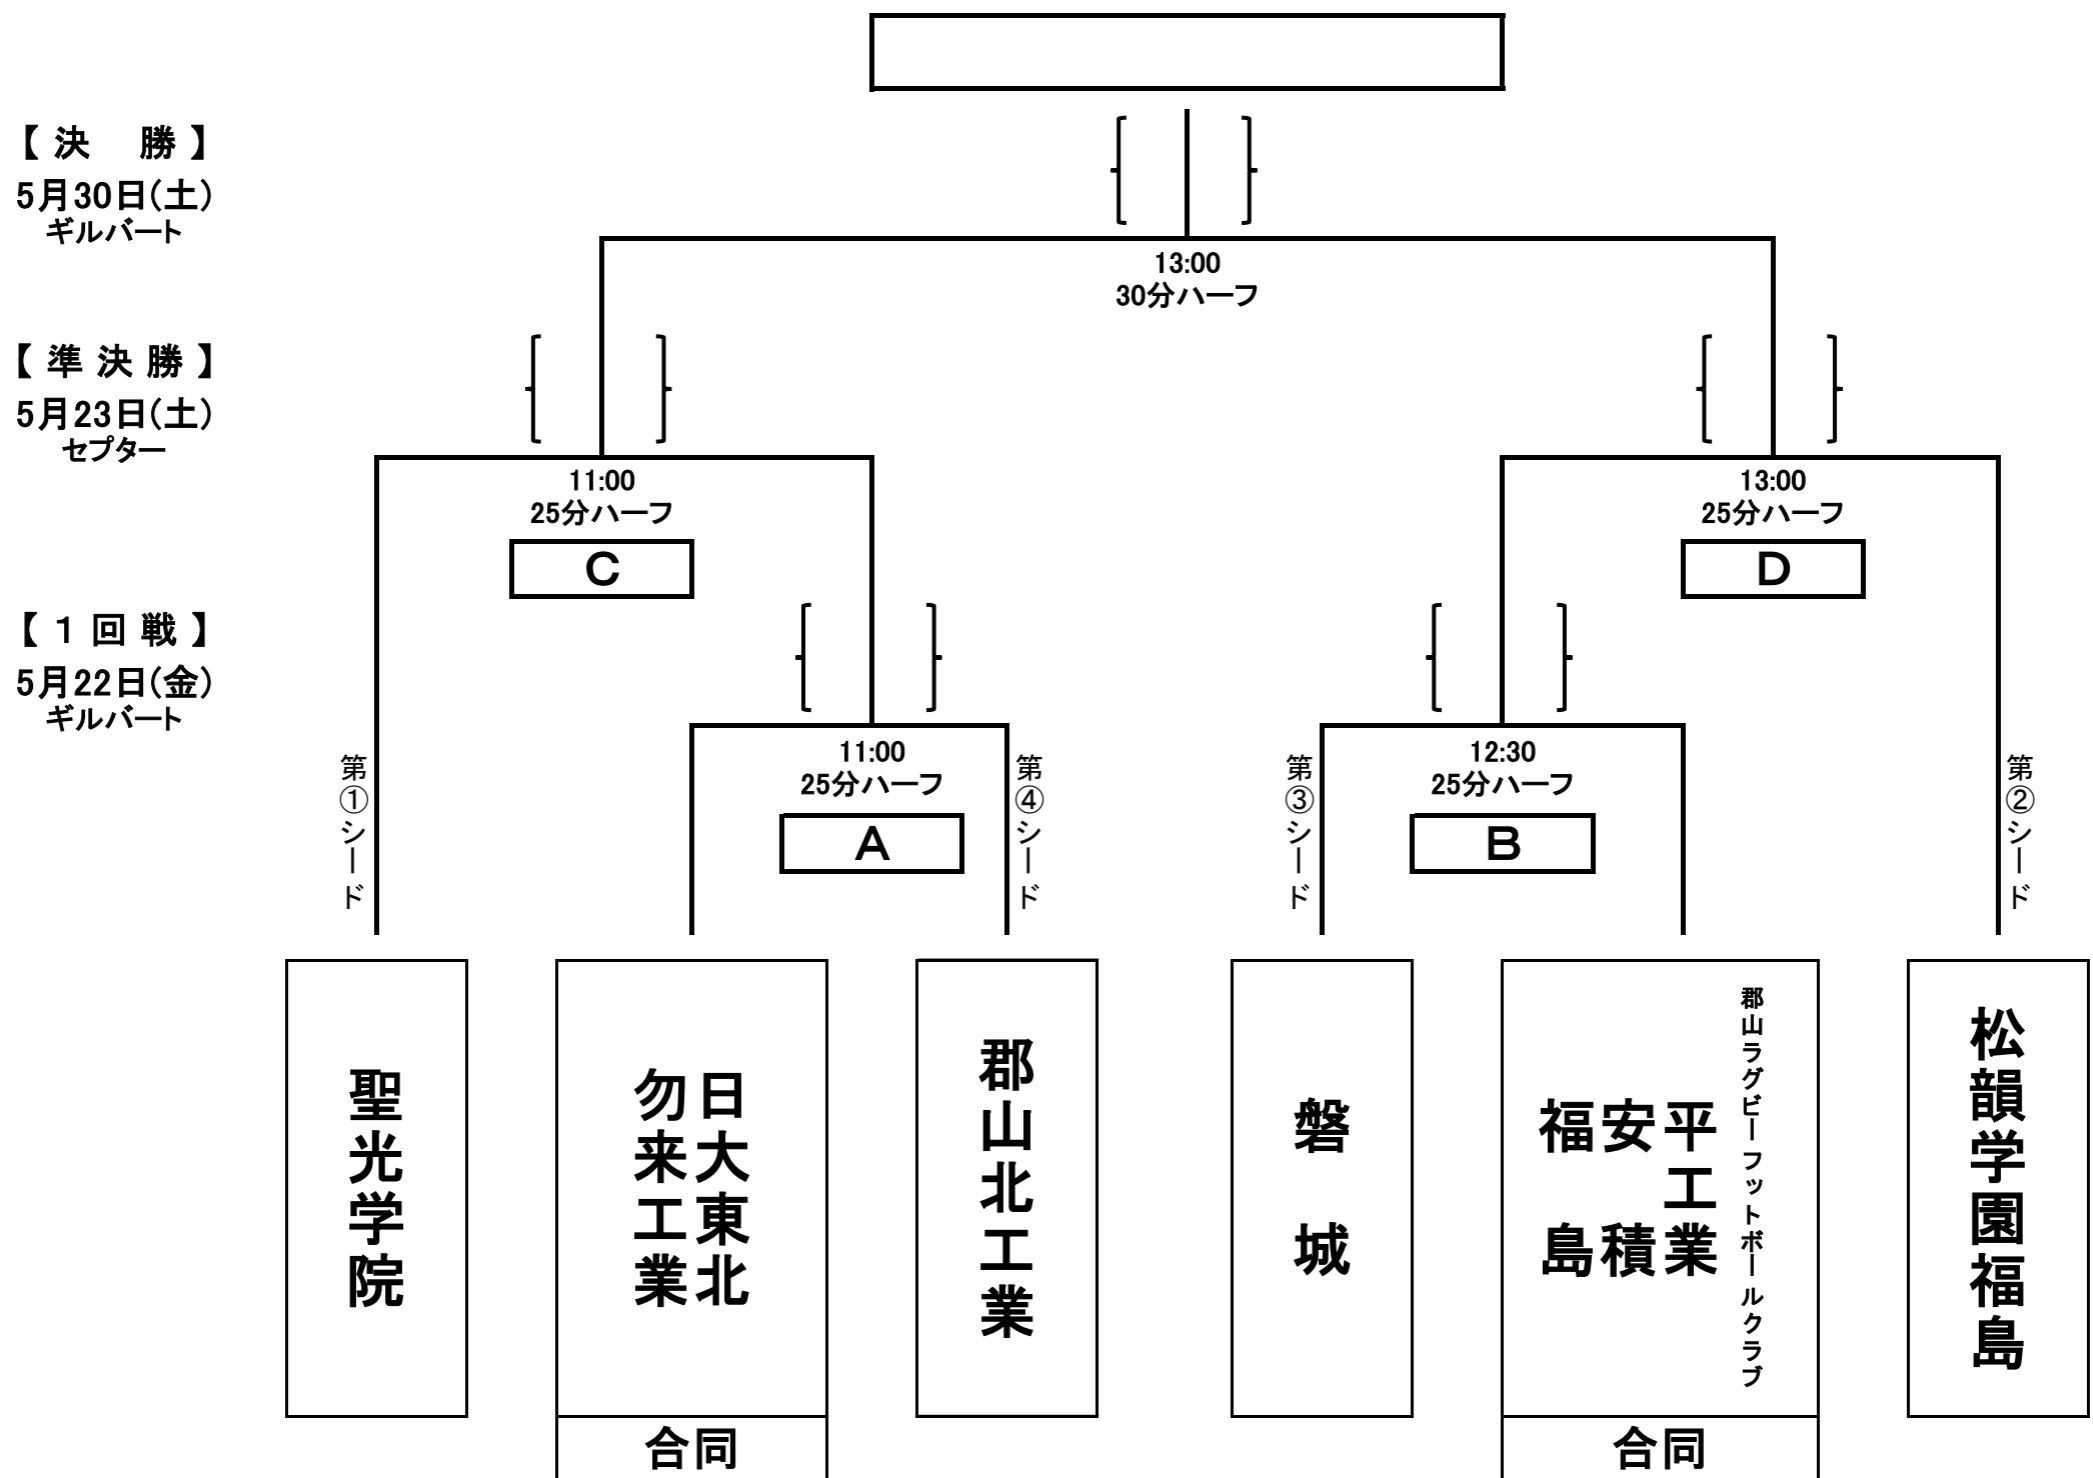 【 決　勝 】
5月30日(土)
ギルバート
13:00
30分ハーフ
【 準 決 勝 】
5月23日(土)
セプター
11:00
25分ハーフ
C
13:00
25分ハーフ
D
【 1 回 戦 】
5月22日(金)
ギルバート
第①シード
11:00
25分ハーフ
A
第④シード
第③シード
12:30
25分ハーフ
B
第②シード
聖光学院
日大東北
勿来工業
合同
郡山北工業
磐城
郡山ラグビーフットボールクラブ
平工業
安積
福島
合同
松韻学園福島